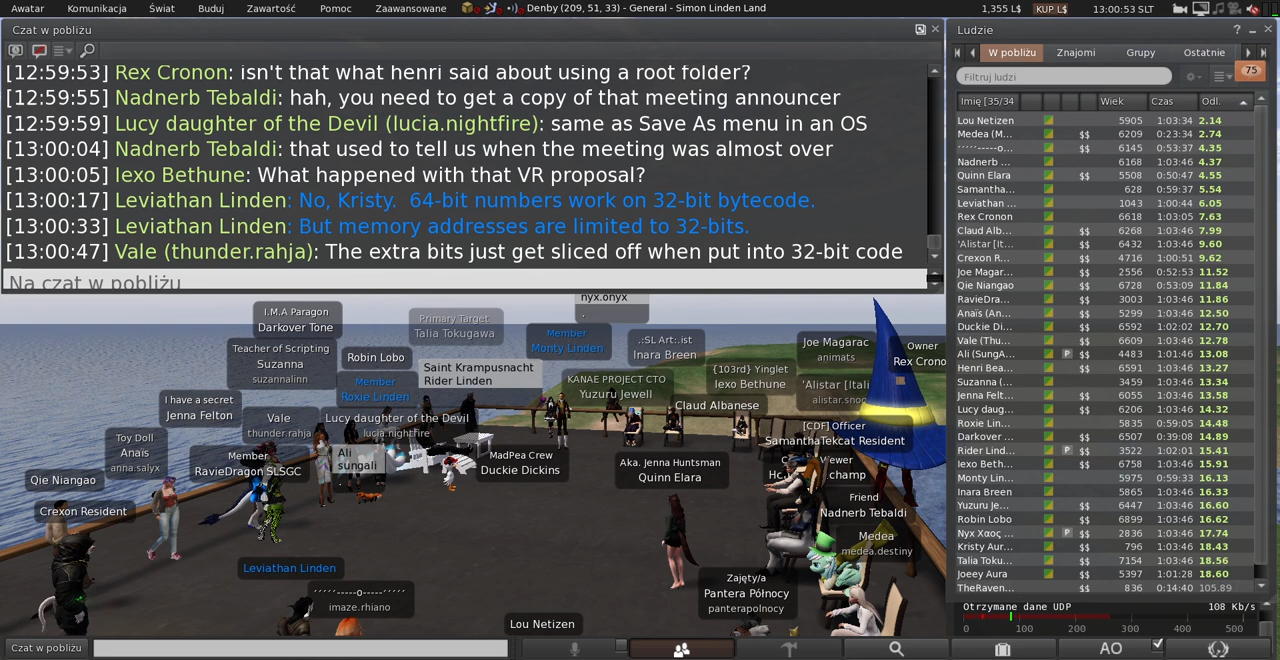 Awatar Komunikacja Świat Buduj Zawartość Pomoc Zaawansowane Denby (209, 51, 33) - General - Simon Linden Land 1,355 L$ KUP L$ 13:00:53 SLT
Czat w pobliżu
[12:59:53] Rex Cronon: isn't that what henri said about using a root folder?
[12:59:55] Nadnerb Tebaldi: hah, you need to get a copy of that meeting announcer
[12:59:59] Lucy daughter of the Devil (lucia.nightfire): same as Save As menu in an OS
[13:00:04] Nadnerb Tebaldi: that used to tell us when the meeting was almost over
[13:00:05] Iexo Bethune: What happened with that VR proposal?
[13:00:17] Leviathan Linden: No, Kristy. 64-bit numbers work on 32-bit bytecode.
[13:00:33] Leviathan Linden: But memory addresses are limited to 32-bits.
[13:00:47] Vale (thunder.rahja): The extra bits just get sliced off when put into 32-bit code
Na czat w pobliżu
nyx.onyx
I.M.A Paragon
Darkover Tone
Primary Target
Talia Tokugawa
Member
Monty Linden
.:SL Art:.ist
Inara Breen
Joe Magarac
animats
Owner
Rex Crono
Teacher of Scripting
Suzanna
suzannalinn
Robin Lobo
Saint Krampusnacht
Rider Linden
Member
Roxie Linden
KANAE PROJECT CTO
Yuzuru Jewell
{103rd} Yinglet
Iexo Bethune
'Alistar [Itali
alistar.snoo
I have a secret
Jenna Felton
Vale
thunder.rahja
Lucy daughter of the Devil
lucia.nightfire
Claud Albanese
[CDF] Officer
SamanthaTekcat Resident
Toy Doll
Anaïs
anna.salyx
Member
RavieDragon SLSGC
Ali
sungali
MadPea Crew
Duckie Dickins
Aka. Jenna Huntsman
Quinn Elara
Qie Niangao
Crexon Resident
Friend
Nadnerb Tebaldi
Medea
medea.destiny
Leviathan Linden
´´´´´-----o-----´´´´´
imaze.rhiano
Zajęty/a
Pantera Północy
panterapolnocy
Lou Netizen
Czat w pobliżu
AO
Ludzie
W pobliżu Znajomi Grupy Ostatnie
Filtruj ludzi
75
Imię [35/34 Wiek Czas Odl.
Lou Netizen 5905 1:03:34 2.14
Medea (M... $$ 6209 0:23:34 2.74
´´´´´-----o... $$ 6145 0:53:37 4.35
Nadnerb ... 6168 1:03:46 4.37
Quinn Elara $$ 5508 0:50:47 4.55
Samantha... 628 0:59:37 5.54
Leviathan ... 1043 1:00:44 6.05
Rex Cronon 6618 1:03:05 7.63
Claud Alb... $$ 6268 1:03:46 7.99
'Alistar [It... $$ 6432 1:03:46 9.60
Crexon R... $$ 4716 1:00:51 9.62
Joe Magar... 2556 0:52:53 11.52
Qie Niangao $$ 6728 0:53:09 11.84
RavieDra... $$ 3003 1:03:46 11.86
Anaïs (An... $$ 5299 1:03:46 12.50
Duckie Di... $$ 6592 1:02:02 12.70
Vale (Thu... $$ 6609 1:03:46 12.78
Ali (SungA... P $$ 4483 1:01:46 13.08
Henri Bea... $$ 6591 1:03:46 13.27
Suzanna (... 3459 1:03:46 13.34
Jenna Felt... $$ 6055 1:03:46 13.58
Lucy daug... $$ 6206 1:03:46 14.32
Roxie Lin... 5835 0:59:05 14.48
Darkover ... $$ 6507 0:39:08 14.89
Rider Lind... P $$ 3522 1:02:01 15.41
Iexo Beth... $$ 6758 1:03:46 15.91
Monty Lin... 5975 0:59:33 16.13
Inara Breen 5865 1:03:46 16.33
Yuzuru Je... $$ 6447 1:03:46 16.60
Robin Lobo $$ 6899 1:03:46 16.62
Nyx Χαος ... P $$ 2836 1:03:46 17.74
Kristy Aur... $$ 796 1:03:46 18.43
Talia Toku... $$ 7154 1:03:46 18.56
Joeey Aura $$ 5397 1:01:28 18.60
TheRaven... $$ 836 0:14:40 105.89
Otrzymane dane UDP 108 Kb/s
0 100 200 300 400 500